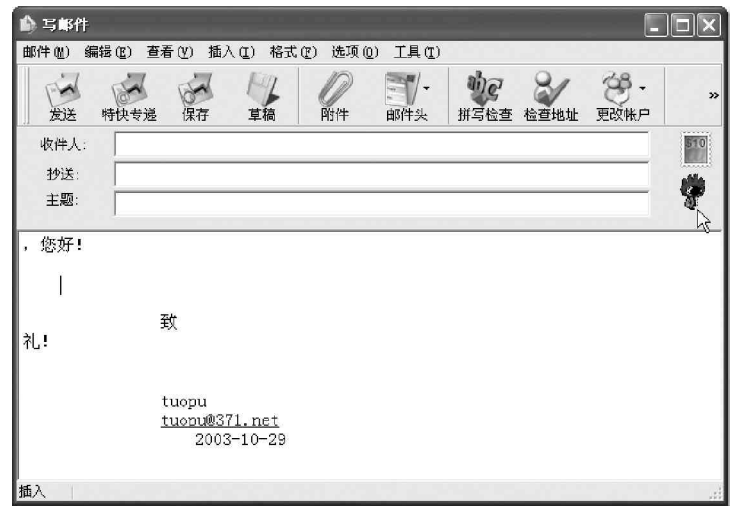 写邮件
邮件(M) 编辑(E) 查看(V) 插入(I) 格式(F) 选项(O) 工具(T)
发送 特快专递 保存 草稿 附件 邮件头 拼写检查 检查地址 更改帐户 »
收件人:
510
抄送:
主题:
，您好!
致
礼!
tuopu
tuopu@371.net
2003-10-29
插入